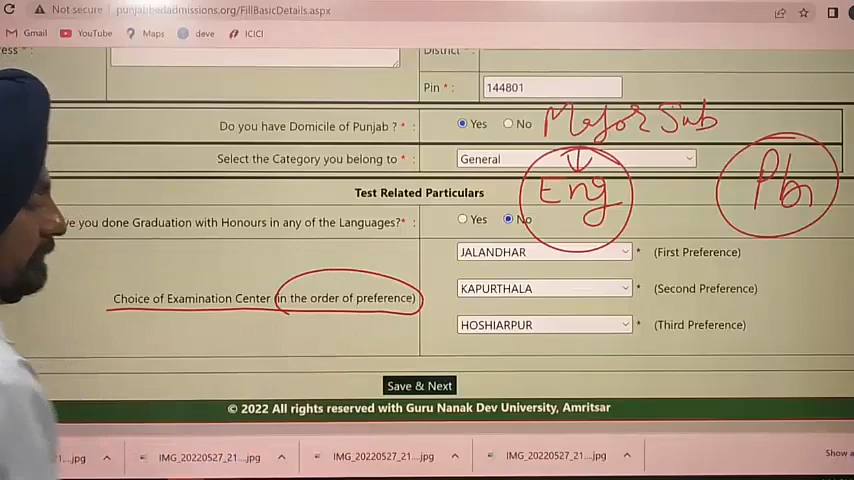 Not secure | punjabbedadmissions.org/FillBasicDetails.aspx
Gmail YouTube Maps deve ICICI
District
Pin * : 144801
Do you have Domicile of Punjab ? * : Yes No Major Sub
Select the Category you belong to * : General
Eng Pbi
Test Related Particulars
you done Graduation with Honours in any of the Languages?* : Yes No
JALANDHAR * (First Preference)
Choice of Examination Center (in the order of preference) KAPURTHALA * (Second Preference)
HOSHIARPUR * (Third Preference)
Save & Next
© 2022 All rights reserved with Guru Nanak Dev University, Amritsar
....jpg IMG_20220527_21....jpg IMG_20220527_21....jpg IMG_20220527_21....jpg Show a